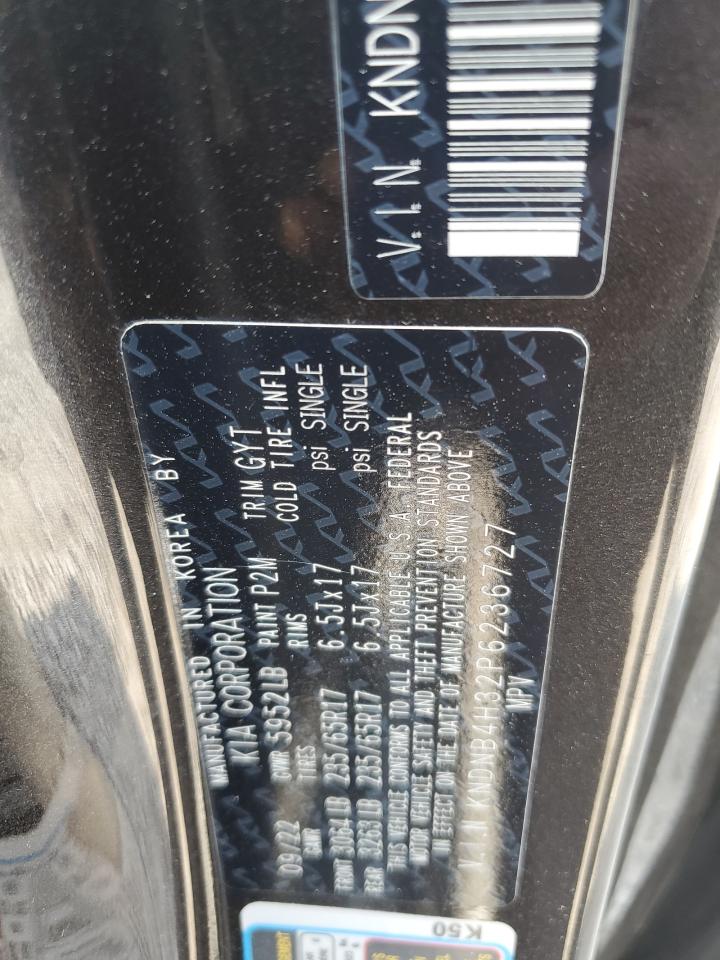 V.I.N. KNDN
MANUFACTURED IN KOREA BY
KIA CORPORATION
09/22 GVWR 5952LB PAINT P2M TRIM GYT
GAWR TIRES RIMS COLD TIRE INFL
FRONT 3064LB 235/65R17 6.5Jx17 psi SINGLE
REAR 3263LB 235/65R17 6.5Jx17 psi SINGLE
THIS VEHICLE CONFORMS TO ALL APPLICABLE U.S.A. FEDERAL
MOTOR VEHICLE SAFETY AND THEFT PREVENTION STANDARDS
IN EFFECT ON THE DATE OF MANUFACTURE SHOWN ABOVE
V.I.N KNDNB4H32P6236727
MPV
K50